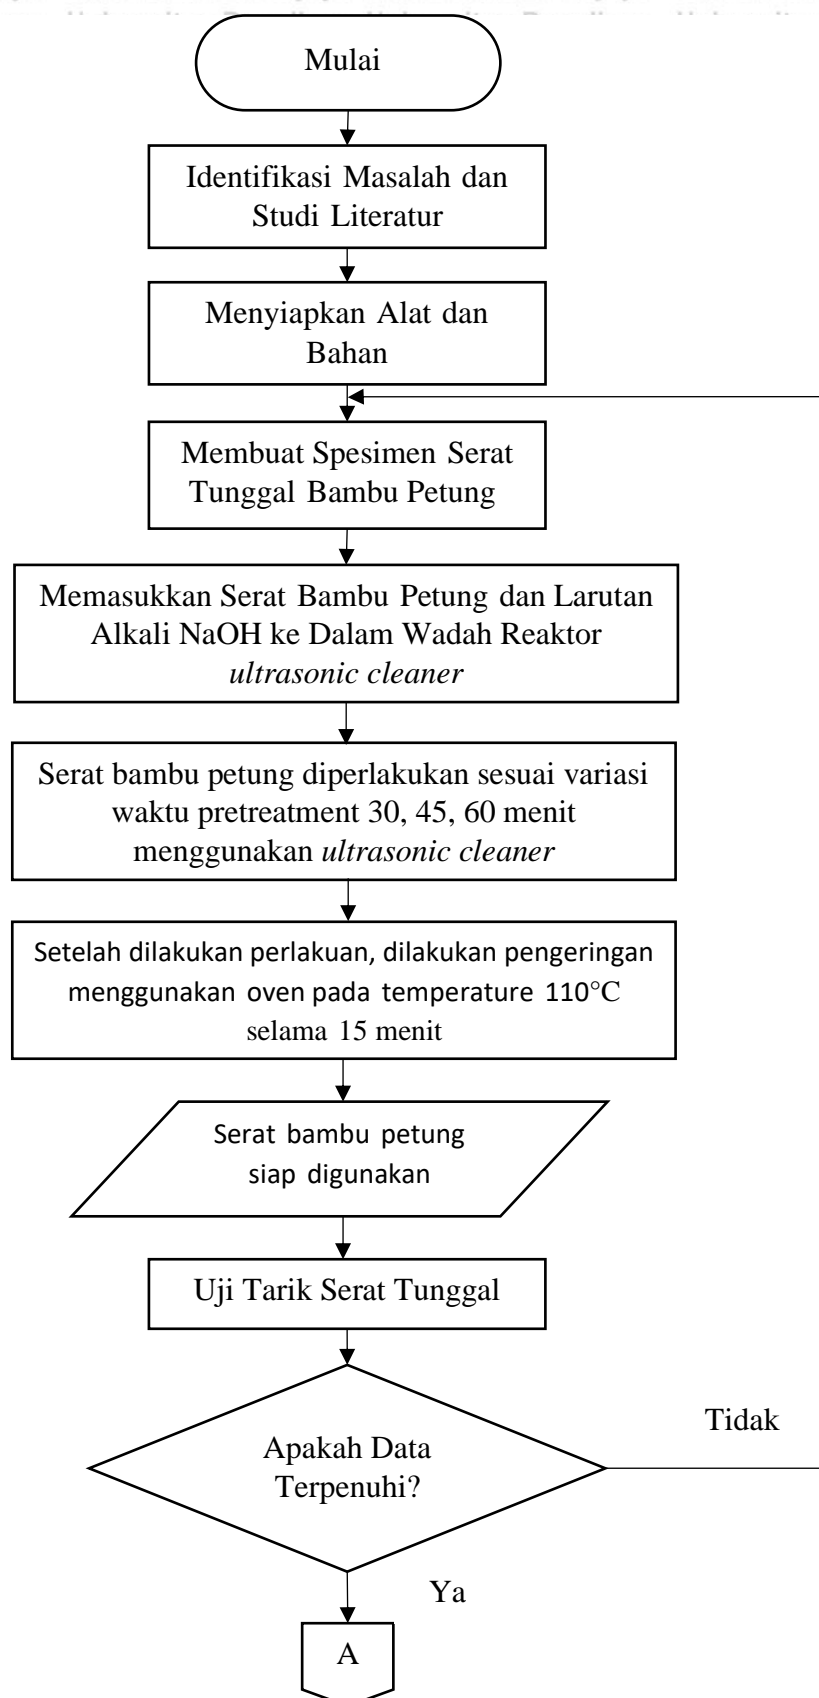 Mulai
Identifikasi Masalah dan
Studi Literatur
Menyiapkan Alat dan
Bahan
Membuat Spesimen Serat
Tunggal Bambu Petung
Memasukkan Serat Bambu Petung dan Larutan
Alkali NaOH ke Dalam Wadah Reaktor
ultrasonic cleaner
Serat bambu petung diperlakukan sesuai variasi
waktu pretreatment 30, 45, 60 menit
menggunakan ultrasonic cleaner
Setelah dilakukan perlakuan, dilakukan pengeringan
menggunakan oven pada temperature 110°C
selama 15 menit
Serat bambu petung
siap digunakan
Uji Tarik Serat Tunggal
Tidak
Apakah Data
Terpenuhi?
Ya
A